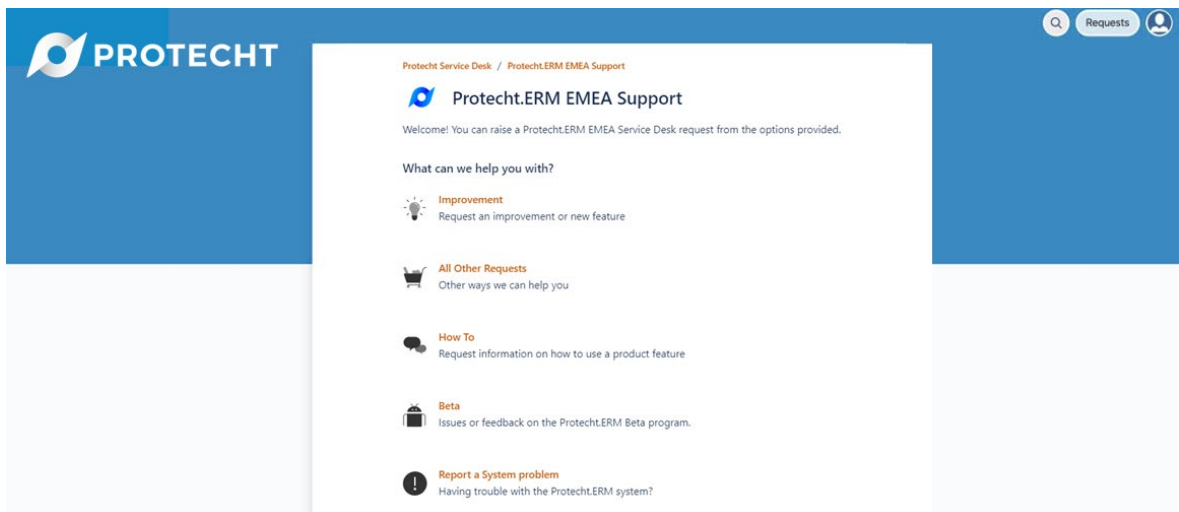 PROTECHT
Requests
Protecht Service Desk / Protecht.ERM EMEA Support
Protecht.ERM EMEA Support
Welcome! You can raise a Protecht.ERM EMEA Service Desk request from the options provided.
What can we help you with?
Improvement
Request an improvement or new feature
All Other Requests
Other ways we can help you
How To
Request information on how to use a product feature
Beta
Issues or feedback on the Protecht.ERM Beta program.
Report a System problem
Having trouble with the Protecht.ERM system?